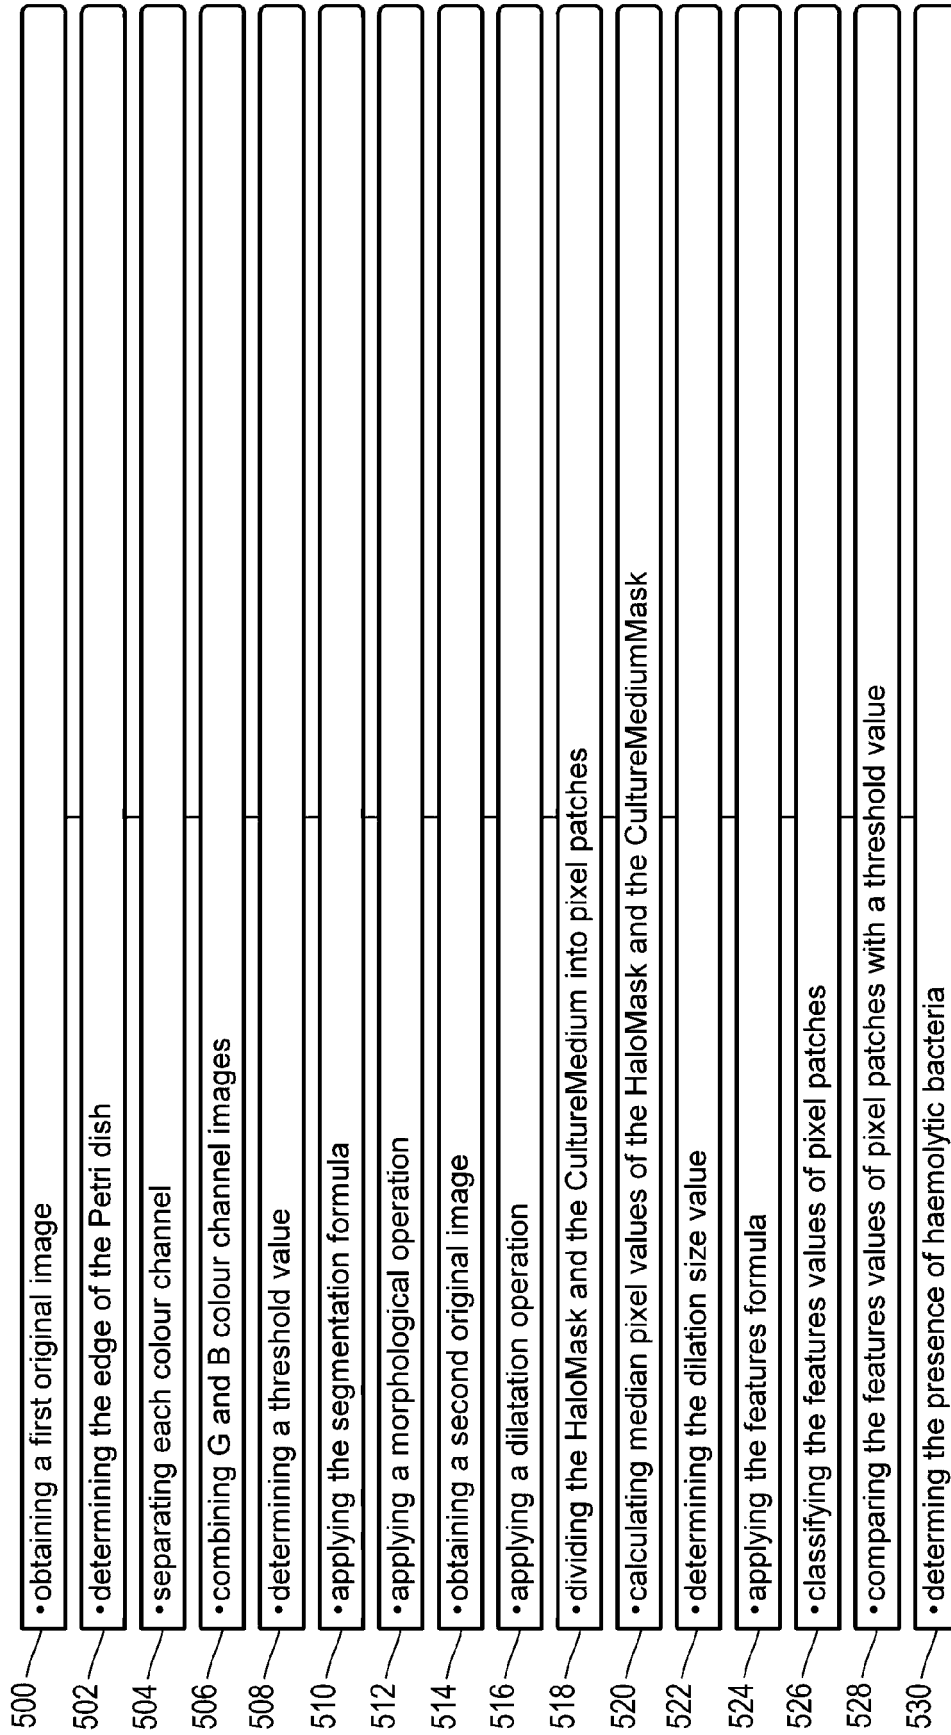 500 • obtaining a first original image
502 • determining the edge of the Petri dish
504 • separating each colour channel
506 • combining G and B colour channel images
508 • determining a threshold value
510 • applying the segmentation formula
512 • applying a morphological operation
514 • obtaining a second original image
516 • applying a dilatation operation
518 • dividing the HaloMask and the CultureMedium into pixel patches
520 • calculating median pixel values of the HaloMask and the CultureMediumMask
522 • determining the dilation size value
524 • applying the features formula
526 • classifying the features values of pixel patches
528 • comparing the features values of pixel patches with a threshold value
530 • determining the presence of haemolytic bacteria